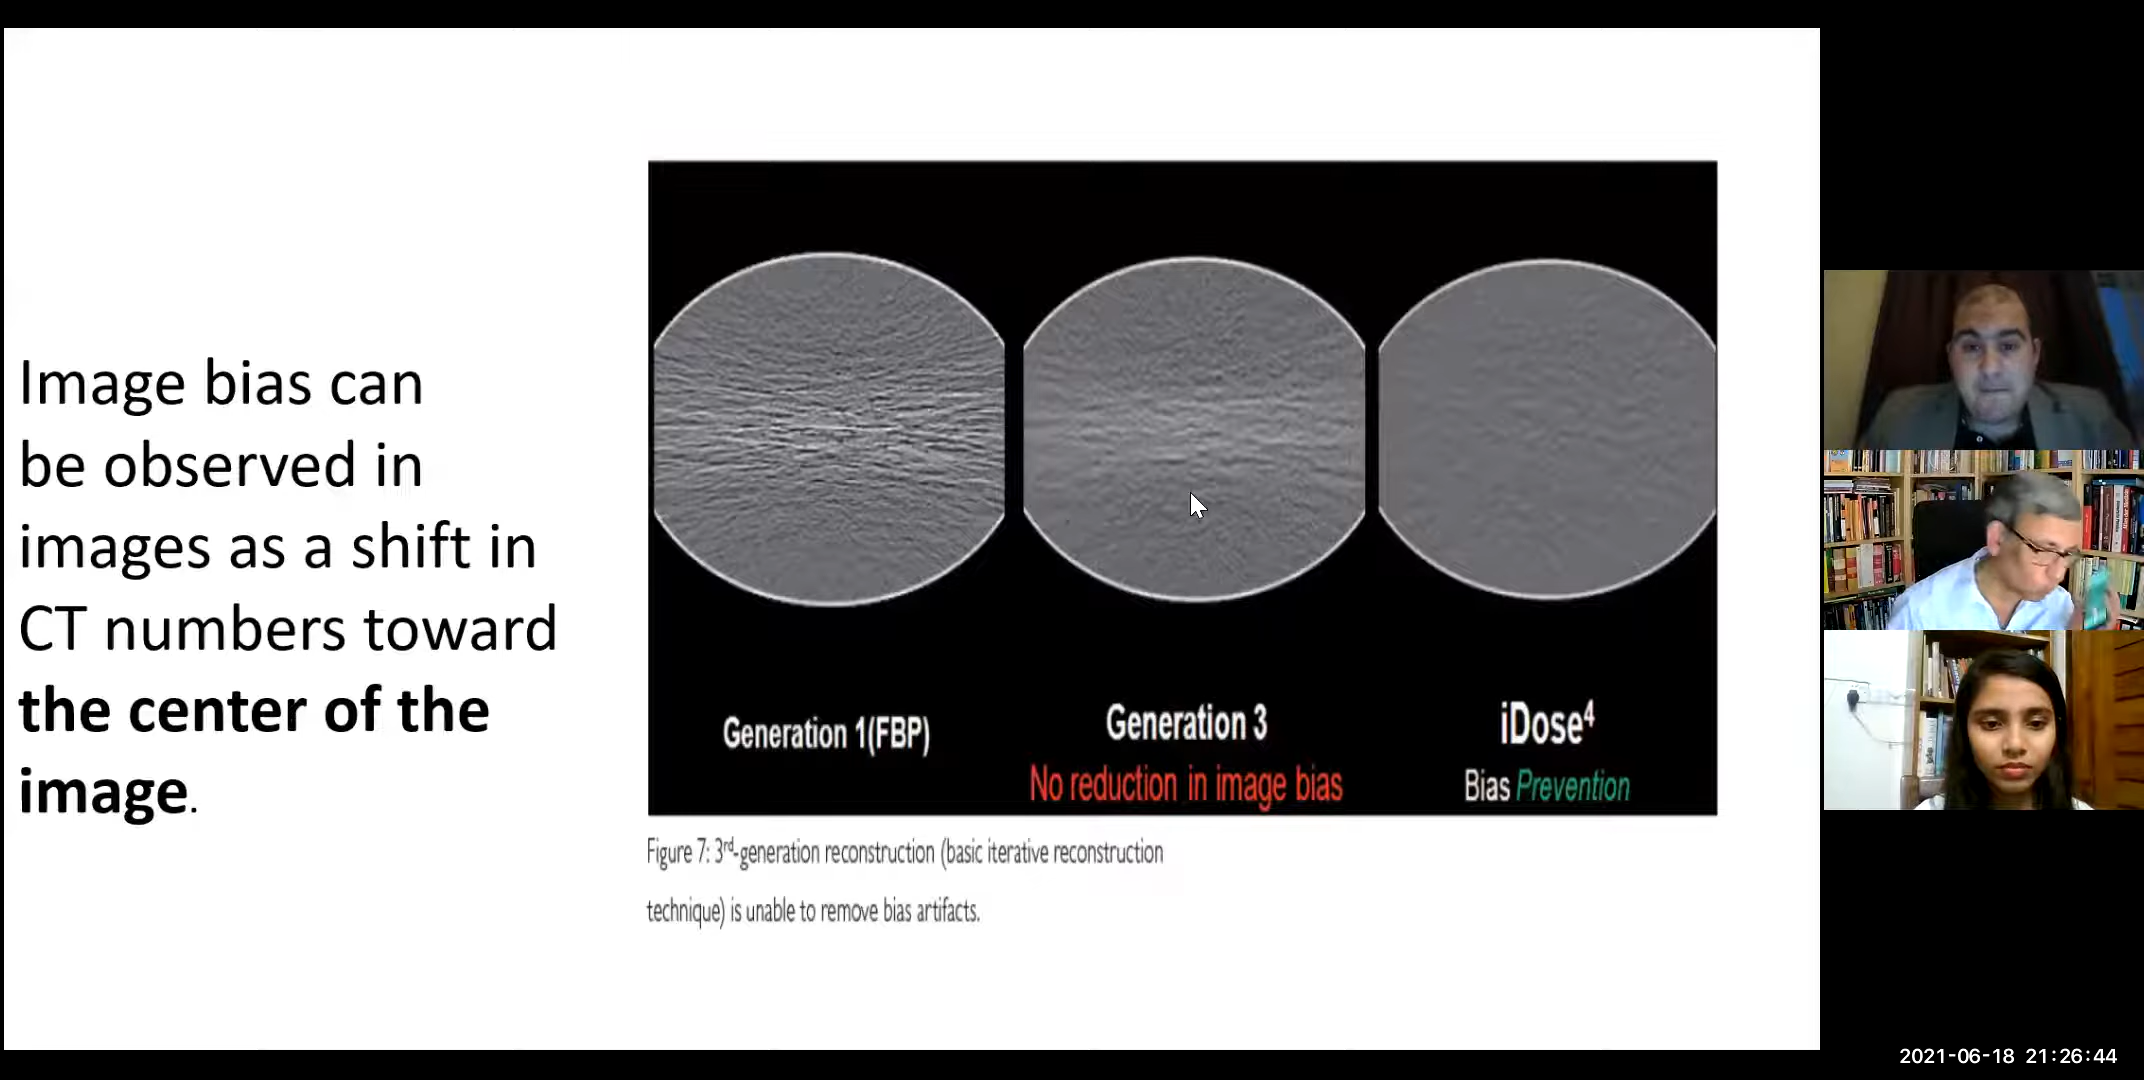 Image bias can
be observed in
images as a shift in
CT numbers toward
the center of the
image.
Generation 1(FBP)
Generation 3
No reduction in image bias
iDose4
Bias Prevention
Figure 7: 3rd-generation reconstruction (basic iterative reconstruction
technique) is unable to remove bias artifacts.
2021-06-18 21:26:44